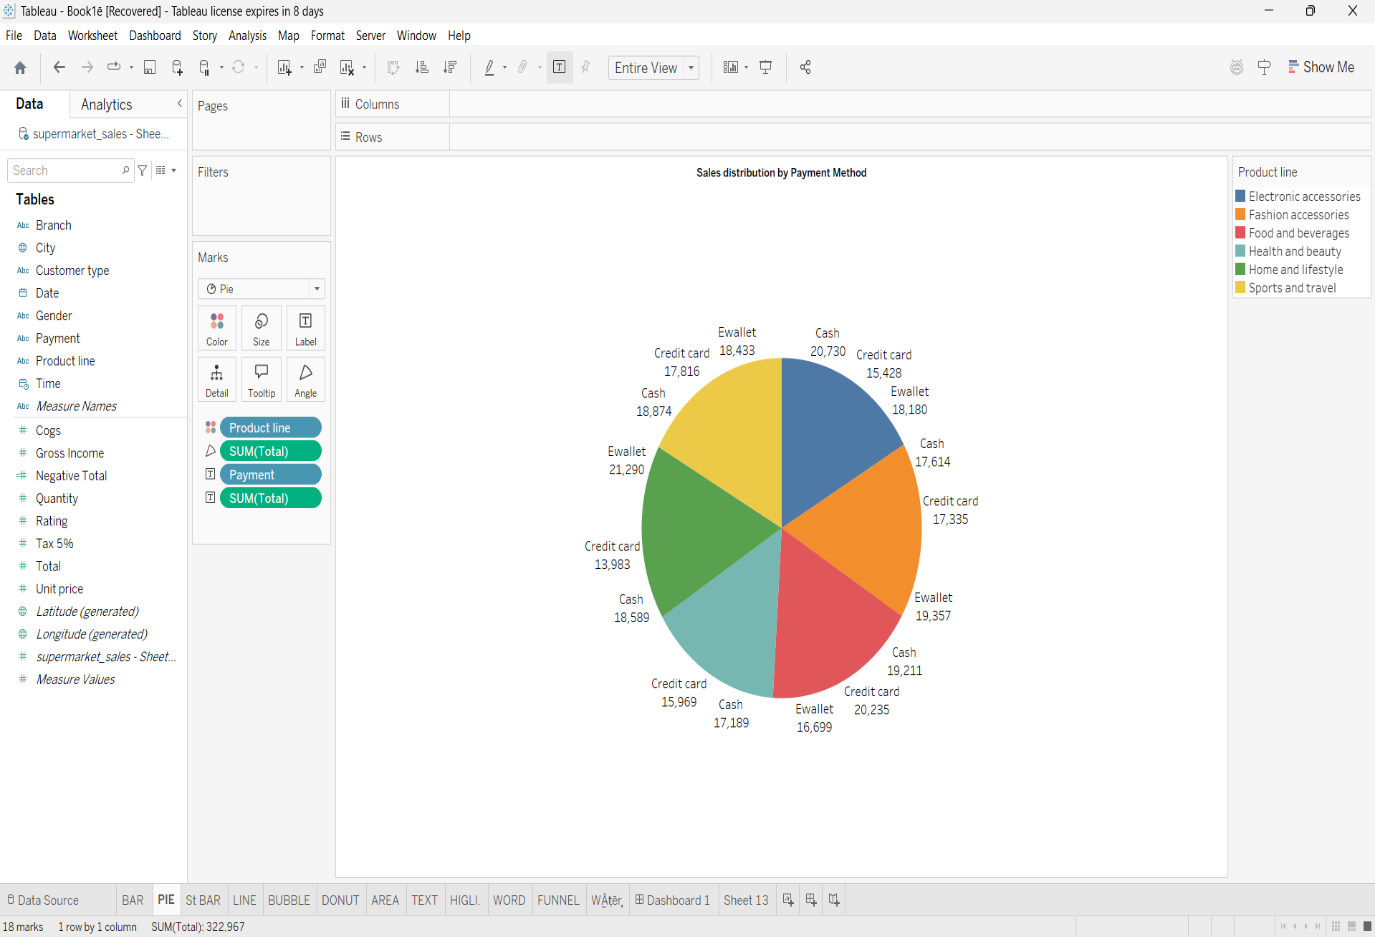 Tableau - Book1ē [Recovered] - Tableau license expires in 8 days
File Data Worksheet Dashboard Story Analysis Map Format Server Window Help
Entire View
Show Me
Data
Analytics
supermarket_sales - Shee...
Search
Tables
Abc Branch
City
Abc Customer type
Date
Abc Gender
Abc Payment
Abc Product line
Time
Abc Measure Names
# Cogs
# Gross Income
=# Negative Total
# Quantity
# Rating
# Tax 5%
# Total
# Unit price
Latitude (generated)
Longitude (generated)
# supermarket_sales - Sheet...
# Measure Values
Pages
Filters
Marks
Pie
Color Size Label
Detail Tooltip Angle
Product line
SUM(Total)
Payment
SUM(Total)
Columns
Rows
Sales distribution by Payment Method
Cash
20,730
Credit card
15,428
Ewallet
18,180
Cash
17,614
Credit card
17,335
Ewallet
19,357
Cash
19,211
Credit card
20,235
Ewallet
16,699
Cash
17,189
Credit card
15,969
Cash
18,589
Credit card
13,983
Ewallet
21,290
Cash
18,874
Credit card
17,816
Ewallet
18,433
Product line
Electronic accessories
Fashion accessories
Food and beverages
Health and beauty
Home and lifestyle
Sports and travel
Data Source BAR PIE St BAR LINE BUBBLE DONUT AREA TEXT HIGLI. WORD FUNNEL Dashboard 1 Sheet 13
18 marks 1 row by 1 column SUM(Total): 322,967